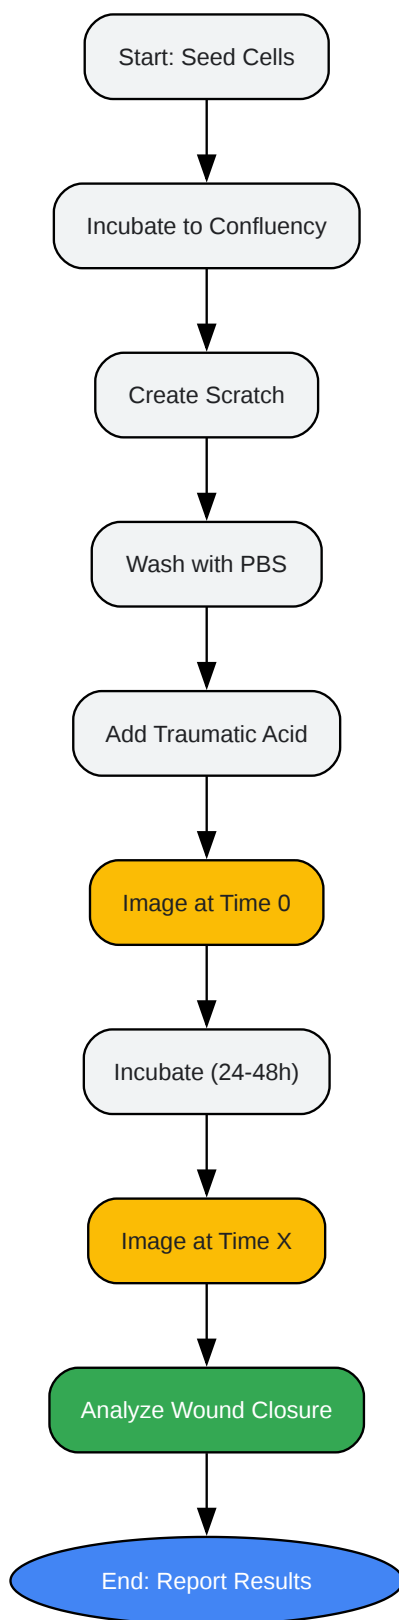 Start: Seed Cells
Incubate to Confluency
Create Scratch
Wash with PBS
Add Traumatic Acid
Image at Time 0
Incubate (24-48h)
Image at Time X
Analyze Wound Closure
End: Report Results